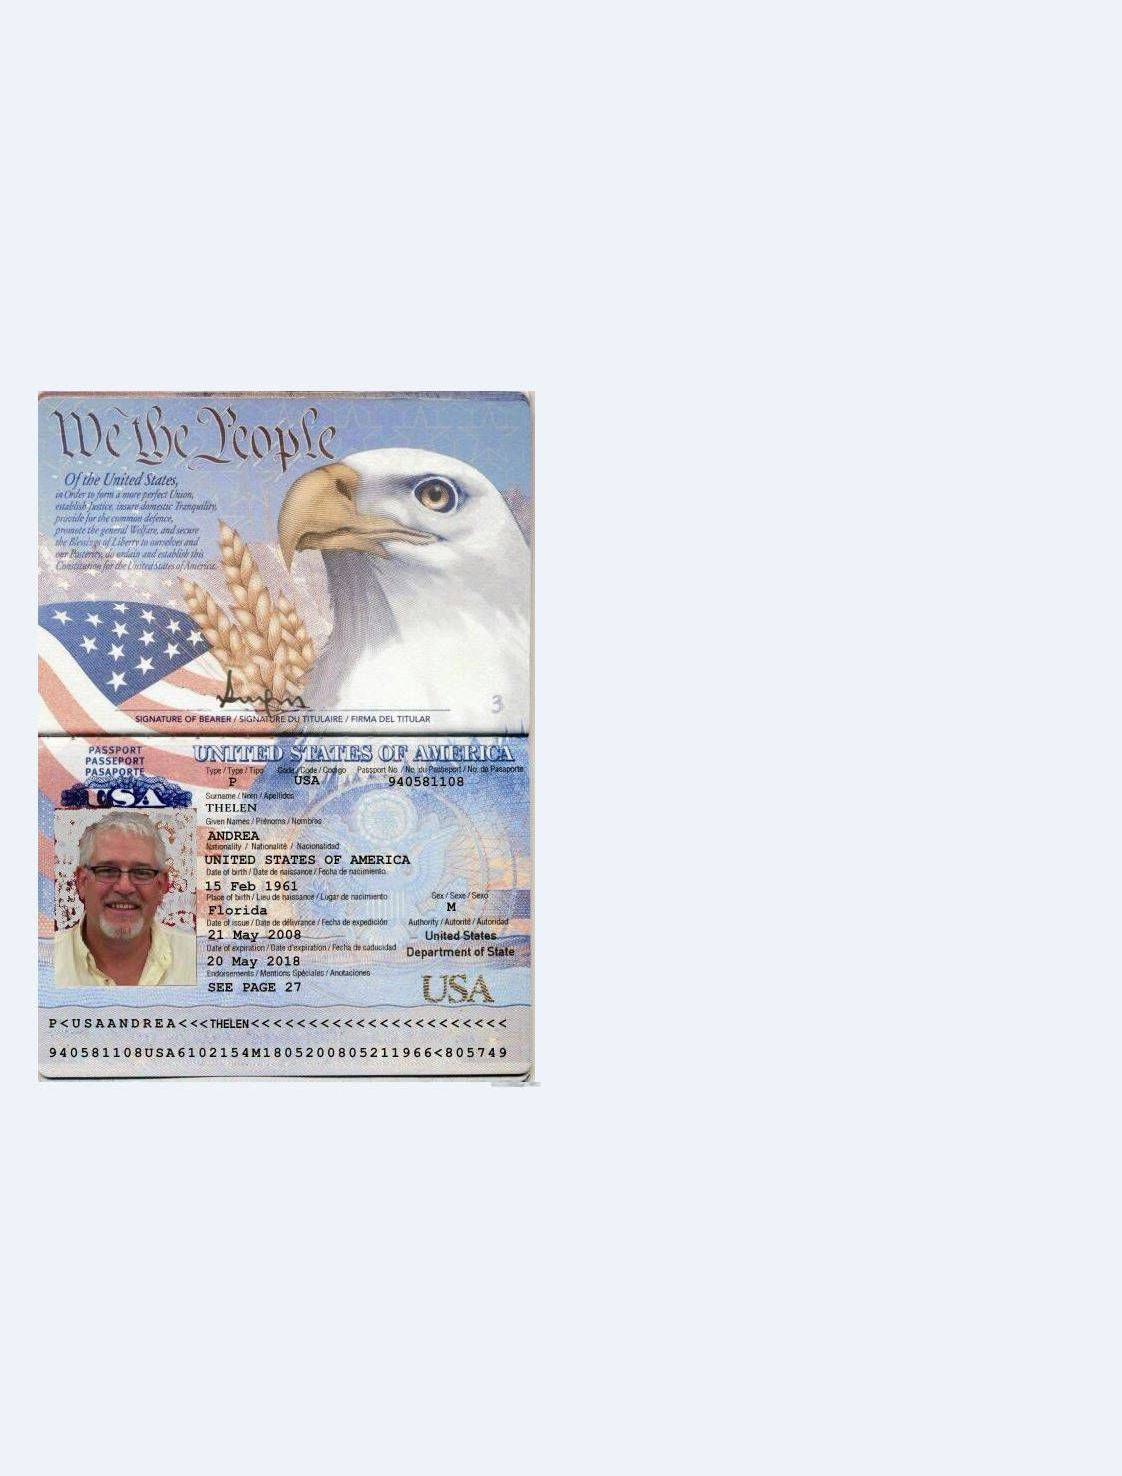 We the People
Of the United States,
in Order to form a more perfect Union,
establish Justice, insure domestic Tranquility,
provide for the common defence,
promote the general Welfare, and secure
the Blessings of Liberty to ourselves and
our Posterity, do ordain and establish this
Constitution for the United States of America.
3
SIGNATURE OF BEARER / SIGNATURE DU TITULAIRE / FIRMA DEL TITULAR
PASSPORT
PASSEPORT
PASAPORTE
USA
UNITED STATES OF AMERICA
Type / Type / Tipo Code / Code / Codigo Passport No. / No. du Passeport / No. de Pasaporte
P USA 940581108
Surname / Nom / Apellidos
THELEN
Given Names / Prénoms / Nombres
ANDREA
Nationality / Nationalité / Nacionalidad
UNITED STATES OF AMERICA
Date of birth / Date de naissance / Fecha de nacimiento
15 Feb 1961
Place of birth / Lieu de naissance / Lugar de nacimiento
Florida
Sex / Sexe / Sexo
M
Date of issue / Date de délivrance / Fecha de expedición
21 May 2008
Authority / Autorité / Autoridad
United States
Department of State
Date of expiration / Date d'expiration / Fecha de caducidad
20 May 2018
Endorsements / Mentions Spéciales / Anotaciones
SEE PAGE 27
USA
P<USAANDREA<<<THELEN<<<<<<<<<<<<<<<<<<<<<<
940581108USA6102154M1805200805211966<805749